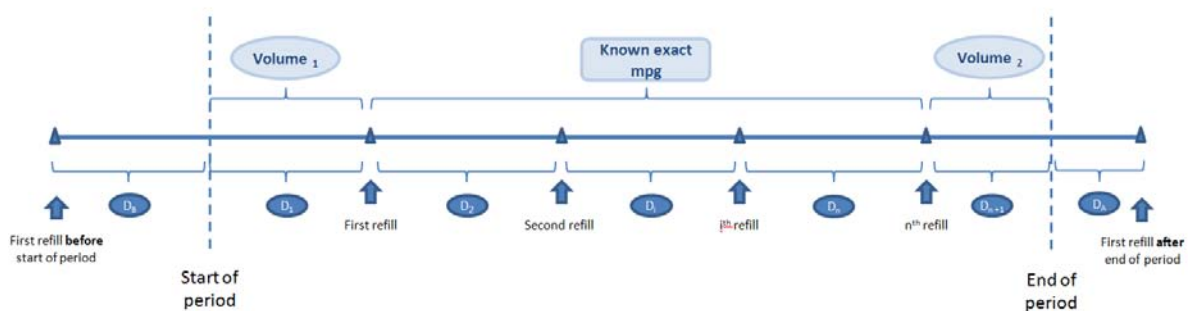 Volume 1
Known exact
mpg
Volume 2
DB
D1
D2
Di
Dn
Dn+1
DA
First refill before
start of period
First refill
Second refill
ith refill
nth refill
First refill after
end of period
Start of
period
End of
period